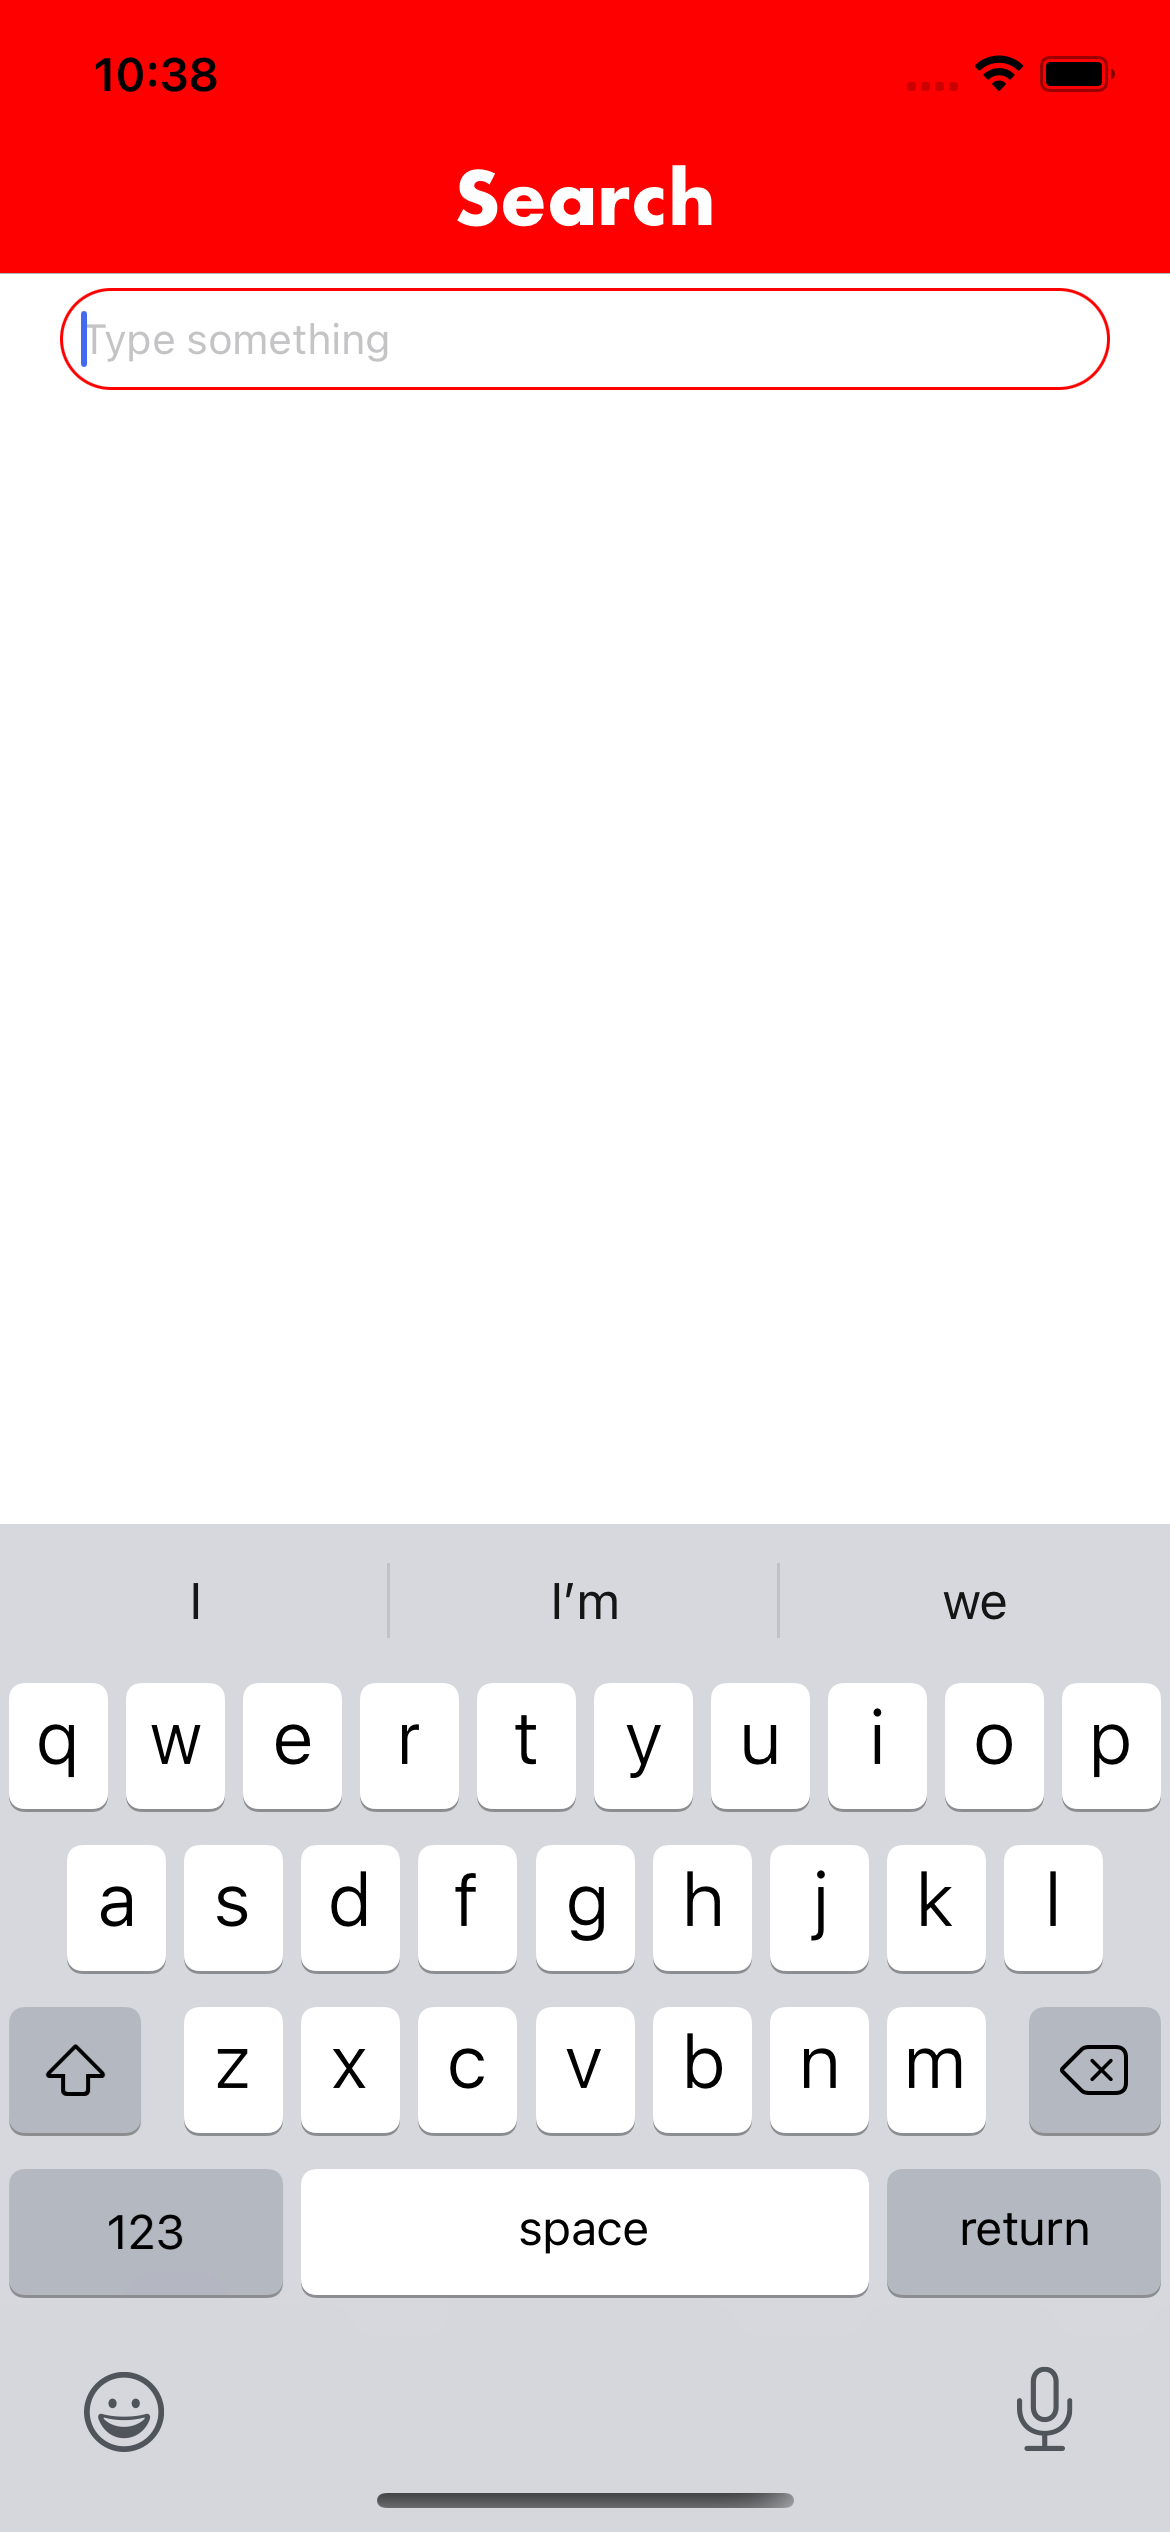 10:38
Search
Type something
I I’m we
q w e r t y u i o p
a s d f g h j k l
z x c v b n m
123 space return